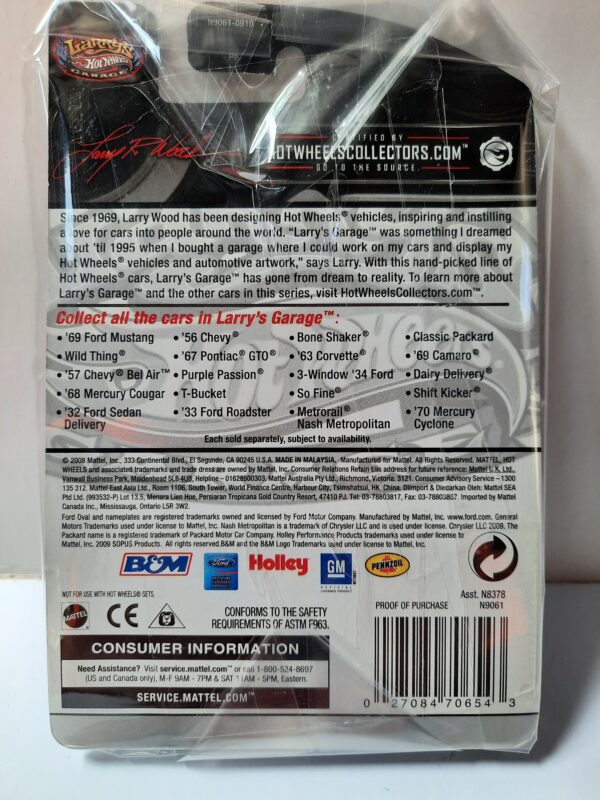 N9061-0910
Larry's
Hot Wheels
GARAGE
Larry R Wood
CERTIFIED BY
HOTWHEELSCOLLECTORS.COM™
GO TO THE SOURCE.
Since 1969, Larry Wood has been designing Hot Wheels® vehicles, inspiring and instilling
a love for cars into people around the world. "Larry's Garage™ was something I dreamed
about 'til 1995 when I bought a garage where I could work on my cars and display my
Hot Wheels® vehicles and automotive artwork," says Larry. With this hand-picked line of
Hot Wheels® cars, Larry's Garage™ has gone from dream to reality. To learn more about
Larry's Garage™ and the other cars in this series, visit HotWheelsCollectors.com™.
Collect all the cars in Larry's Garage™:
• '69 Ford Mustang • '56 Chevy® • Bone Shaker® • Classic Packard
• Wild Thing® • '67 Pontiac® GTO® • '63 Corvette® • '69 Camaro®
• '57 Chevy® Bel Air™ • Purple Passion® • 3-Window '34 Ford • Dairy Delivery®
• '68 Mercury Cougar • T-Bucket • So Fine® • Shift Kicker®
• '32 Ford Sedan • '33 Ford Roadster • Metrorail® • '70 Mercury
Delivery Nash Metropolitan Cyclone
Each sold separately, subject to availability.
© 2008 Mattel, Inc., 333 Continental Blvd., El Segundo, CA 90245 U.S.A. MADE IN MALAYSIA. Manufactured for Mattel. All Rights Reserved. MATTEL, HOT
WHEELS and associated trademarks and trade dress are owned by Mattel, Inc. Consumer Relations Retain this address for future reference: Mattel U.K. Ltd.,
Vanwall Business Park, Maidenhead SL6 4UB, Helpline - 01628500303. Mattel Australia Pty Ltd., Richmond, Victoria. 3121. Consumer Advisory Service - 1300
135 312. Mattel East Asia Ltd., Room 1106, South Tower, World Finance Centre, Harbour City, Tsimshatsui, HK, China. Diimport & Diedarkan Oleh: Mattel SEA
Ptd Ltd. (993532-P) Lot 13.5, Menara Lien Hoe, Persiaran Tropicana Gold Country Resort, 47410 PJ. Tel: 03-78803817, Fax: 03-78803867. Imported by Mattel
Canada Inc., Mississauga, Ontario L5R 3W2.
Ford Oval and nameplates are registered trademarks owned and licensed by Ford Motor Company. Manufactured by Mattel, Inc. www.ford.com. General
Motors Trademarks used under license to Mattel, Inc. Nash Metropolitan is a trademark of Chrysler LLC and is used under license. Chrysler LLC 2009. The
Packard name is a registered trademark of Packard Motor Car Company. Holley Performance Products trademarks used under license to Mattel,
Inc. 2009 SOPUS Products. All rights reserved. B&M and the B&M Logo Trademarks used under license to Mattel, Inc.
B&M Ford Holley GM PENNZOIL
OFFICIAL
LICENSED PRODUCT
NOT FOR USE WITH HOT WHEELS® SETS.
MATTEL CE
CONFORMS TO THE SAFETY
REQUIREMENTS OF ASTM F963.
Asst. N8378
PROOF OF PURCHASE N9061
CONSUMER INFORMATION
Need Assistance? Visit service.mattel.com™ or call 1-800-524-8697
(US and Canada only), M-F 9AM - 7PM & SAT 11AM - 5PM, Eastern.
SERVICE.MATTEL.COM™
0 27084 70654 3